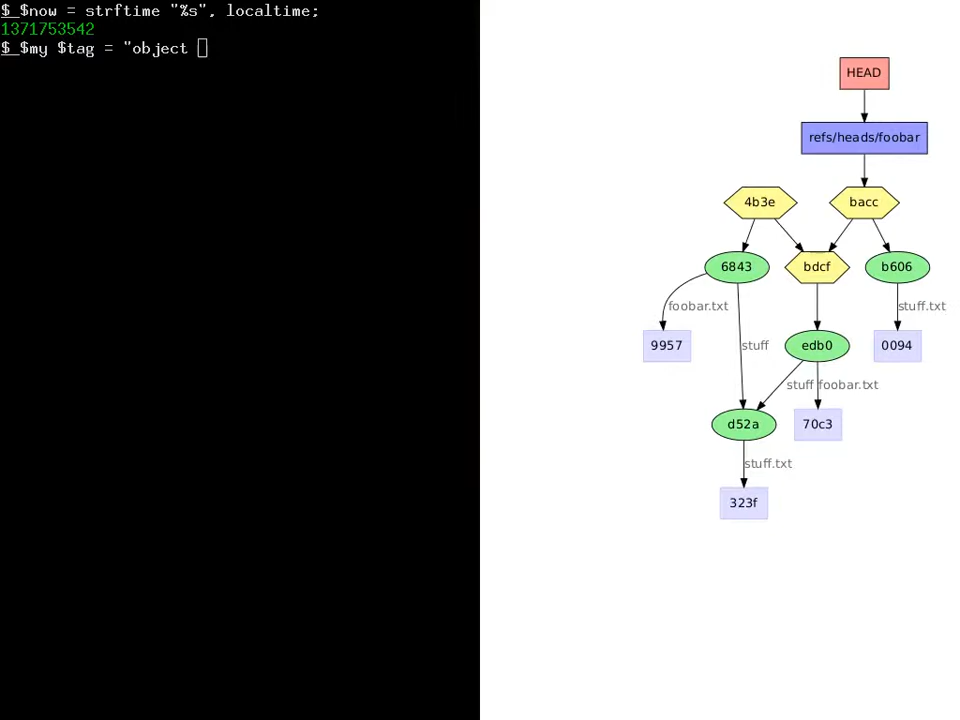 $ $now = strftime "%s", localtime;
1371753542
$ $my $tag = "object
HEAD
refs/heads/foobar
4b3e bacc
6843 bdcf b606
foobar.txt stuff.txt
9957 stuff edb0 0094
stuff foobar.txt
d52a 70c3
stuff.txt
323f